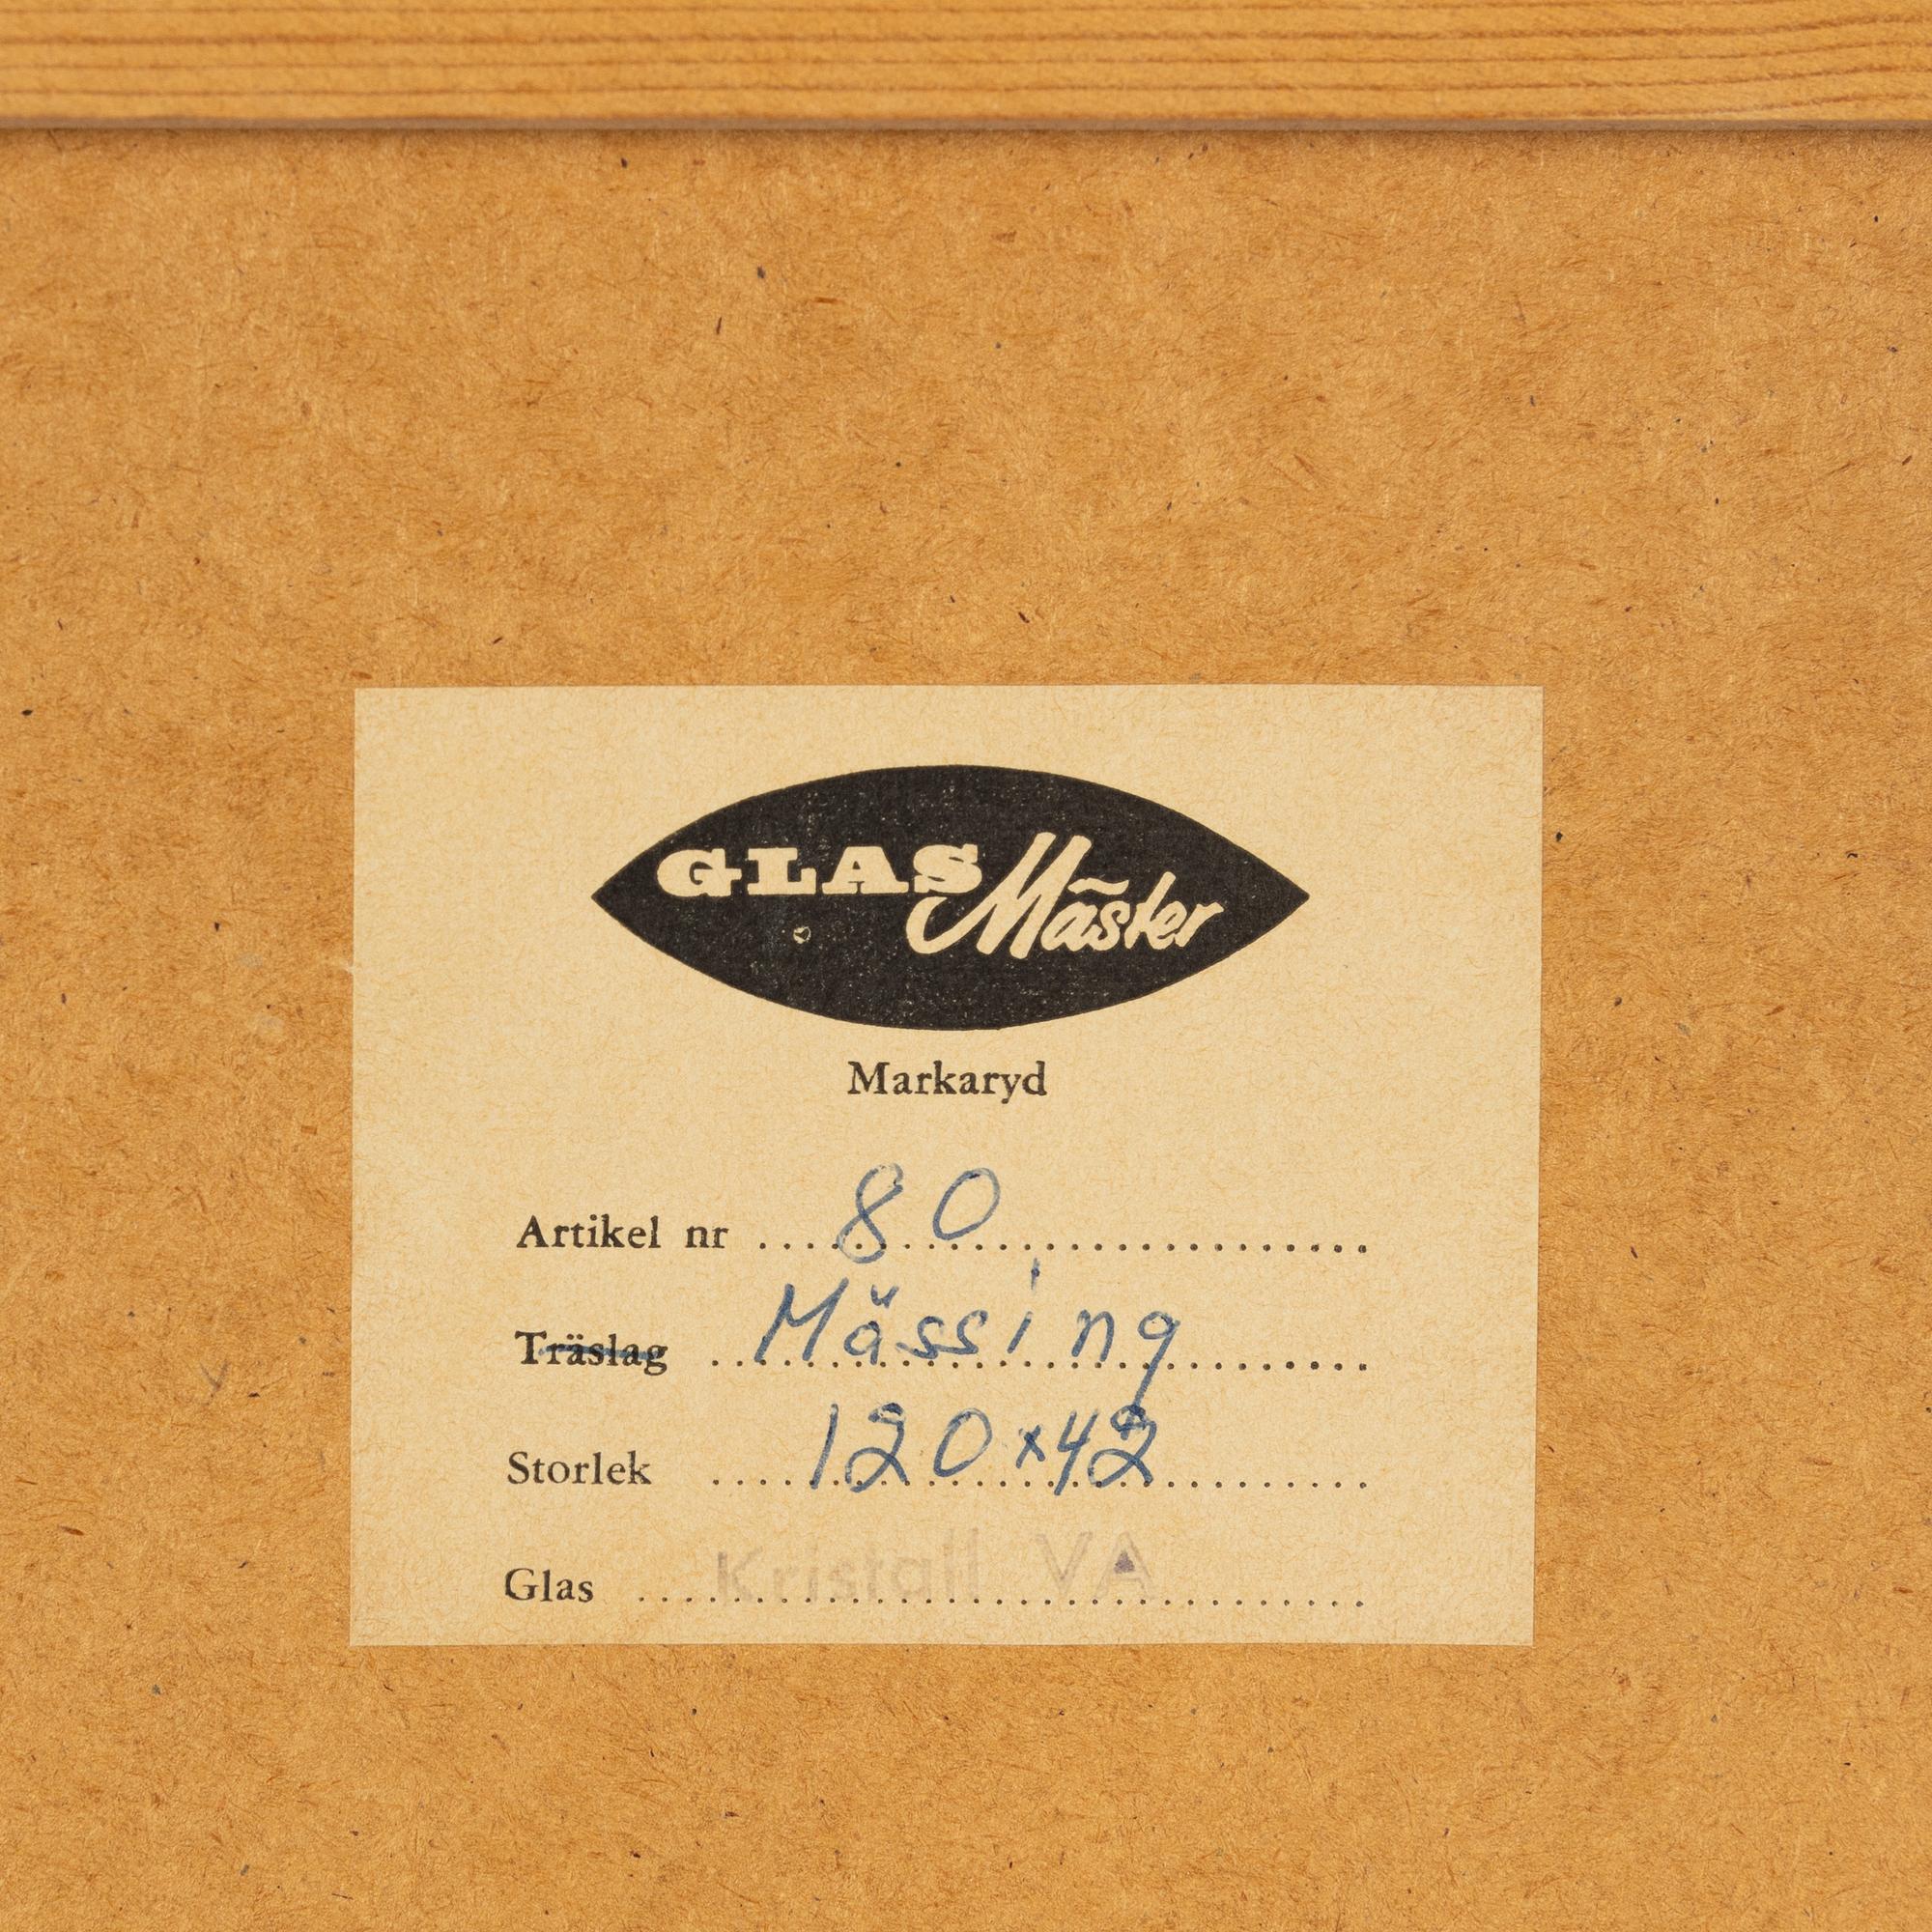 GLAS Mäster
Markaryd
Artikel nr 80
Träslag Mässing
Storlek 120x42
Glas Kristall VA